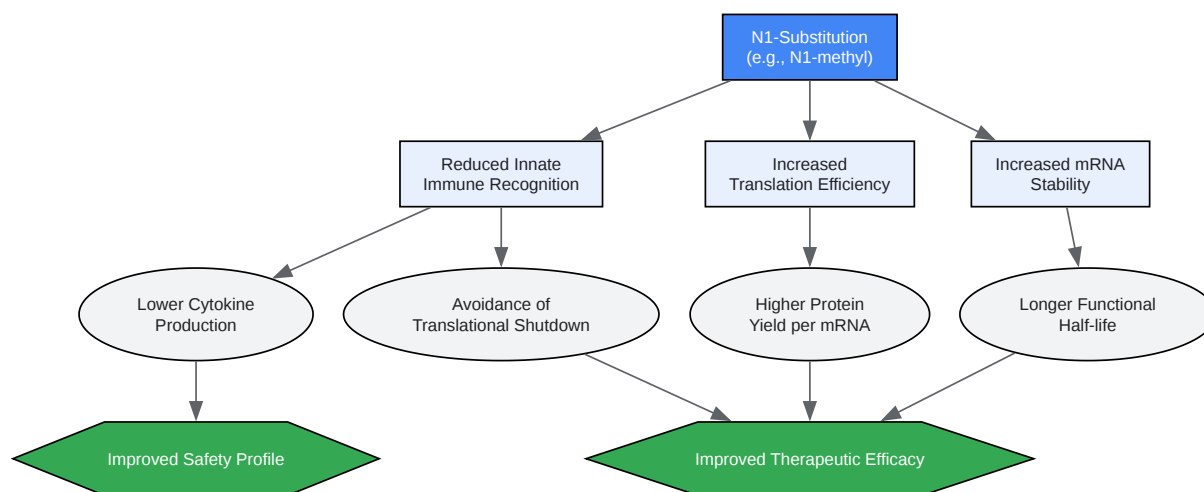 N1-Substitution
(e.g., N1-methyl)
Reduced Innate
Immune Recognition
Increased
Translation Efficiency
Increased mRNA
Stability
Lower Cytokine
Production
Avoidance of
Translational Shutdown
Higher Protein
Yield per mRNA
Longer Functional
Half-life
Improved Safety Profile
Improved Therapeutic Efficacy